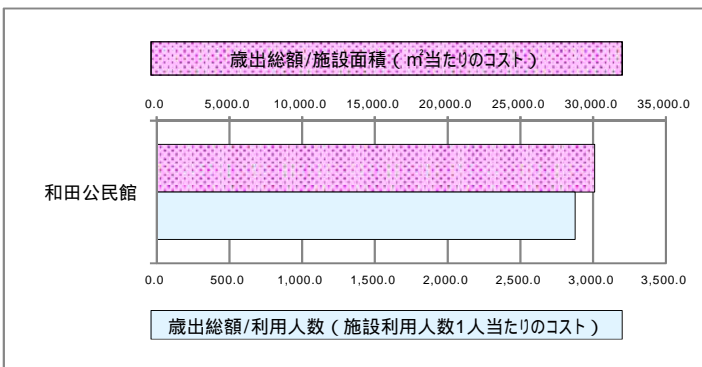 歳出総額/施設面積（㎡当たりのコスト）
0.0 5,000.0 10,000.0 15,000.0 20,000.0 25,000.0 30,000.0 35,000.0
和田公民館
0.0 500.0 1,000.0 1,500.0 2,000.0 2,500.0 3,000.0 3,500.0
歳出総額/利用人数（施設利用人数1人当たりのコスト）